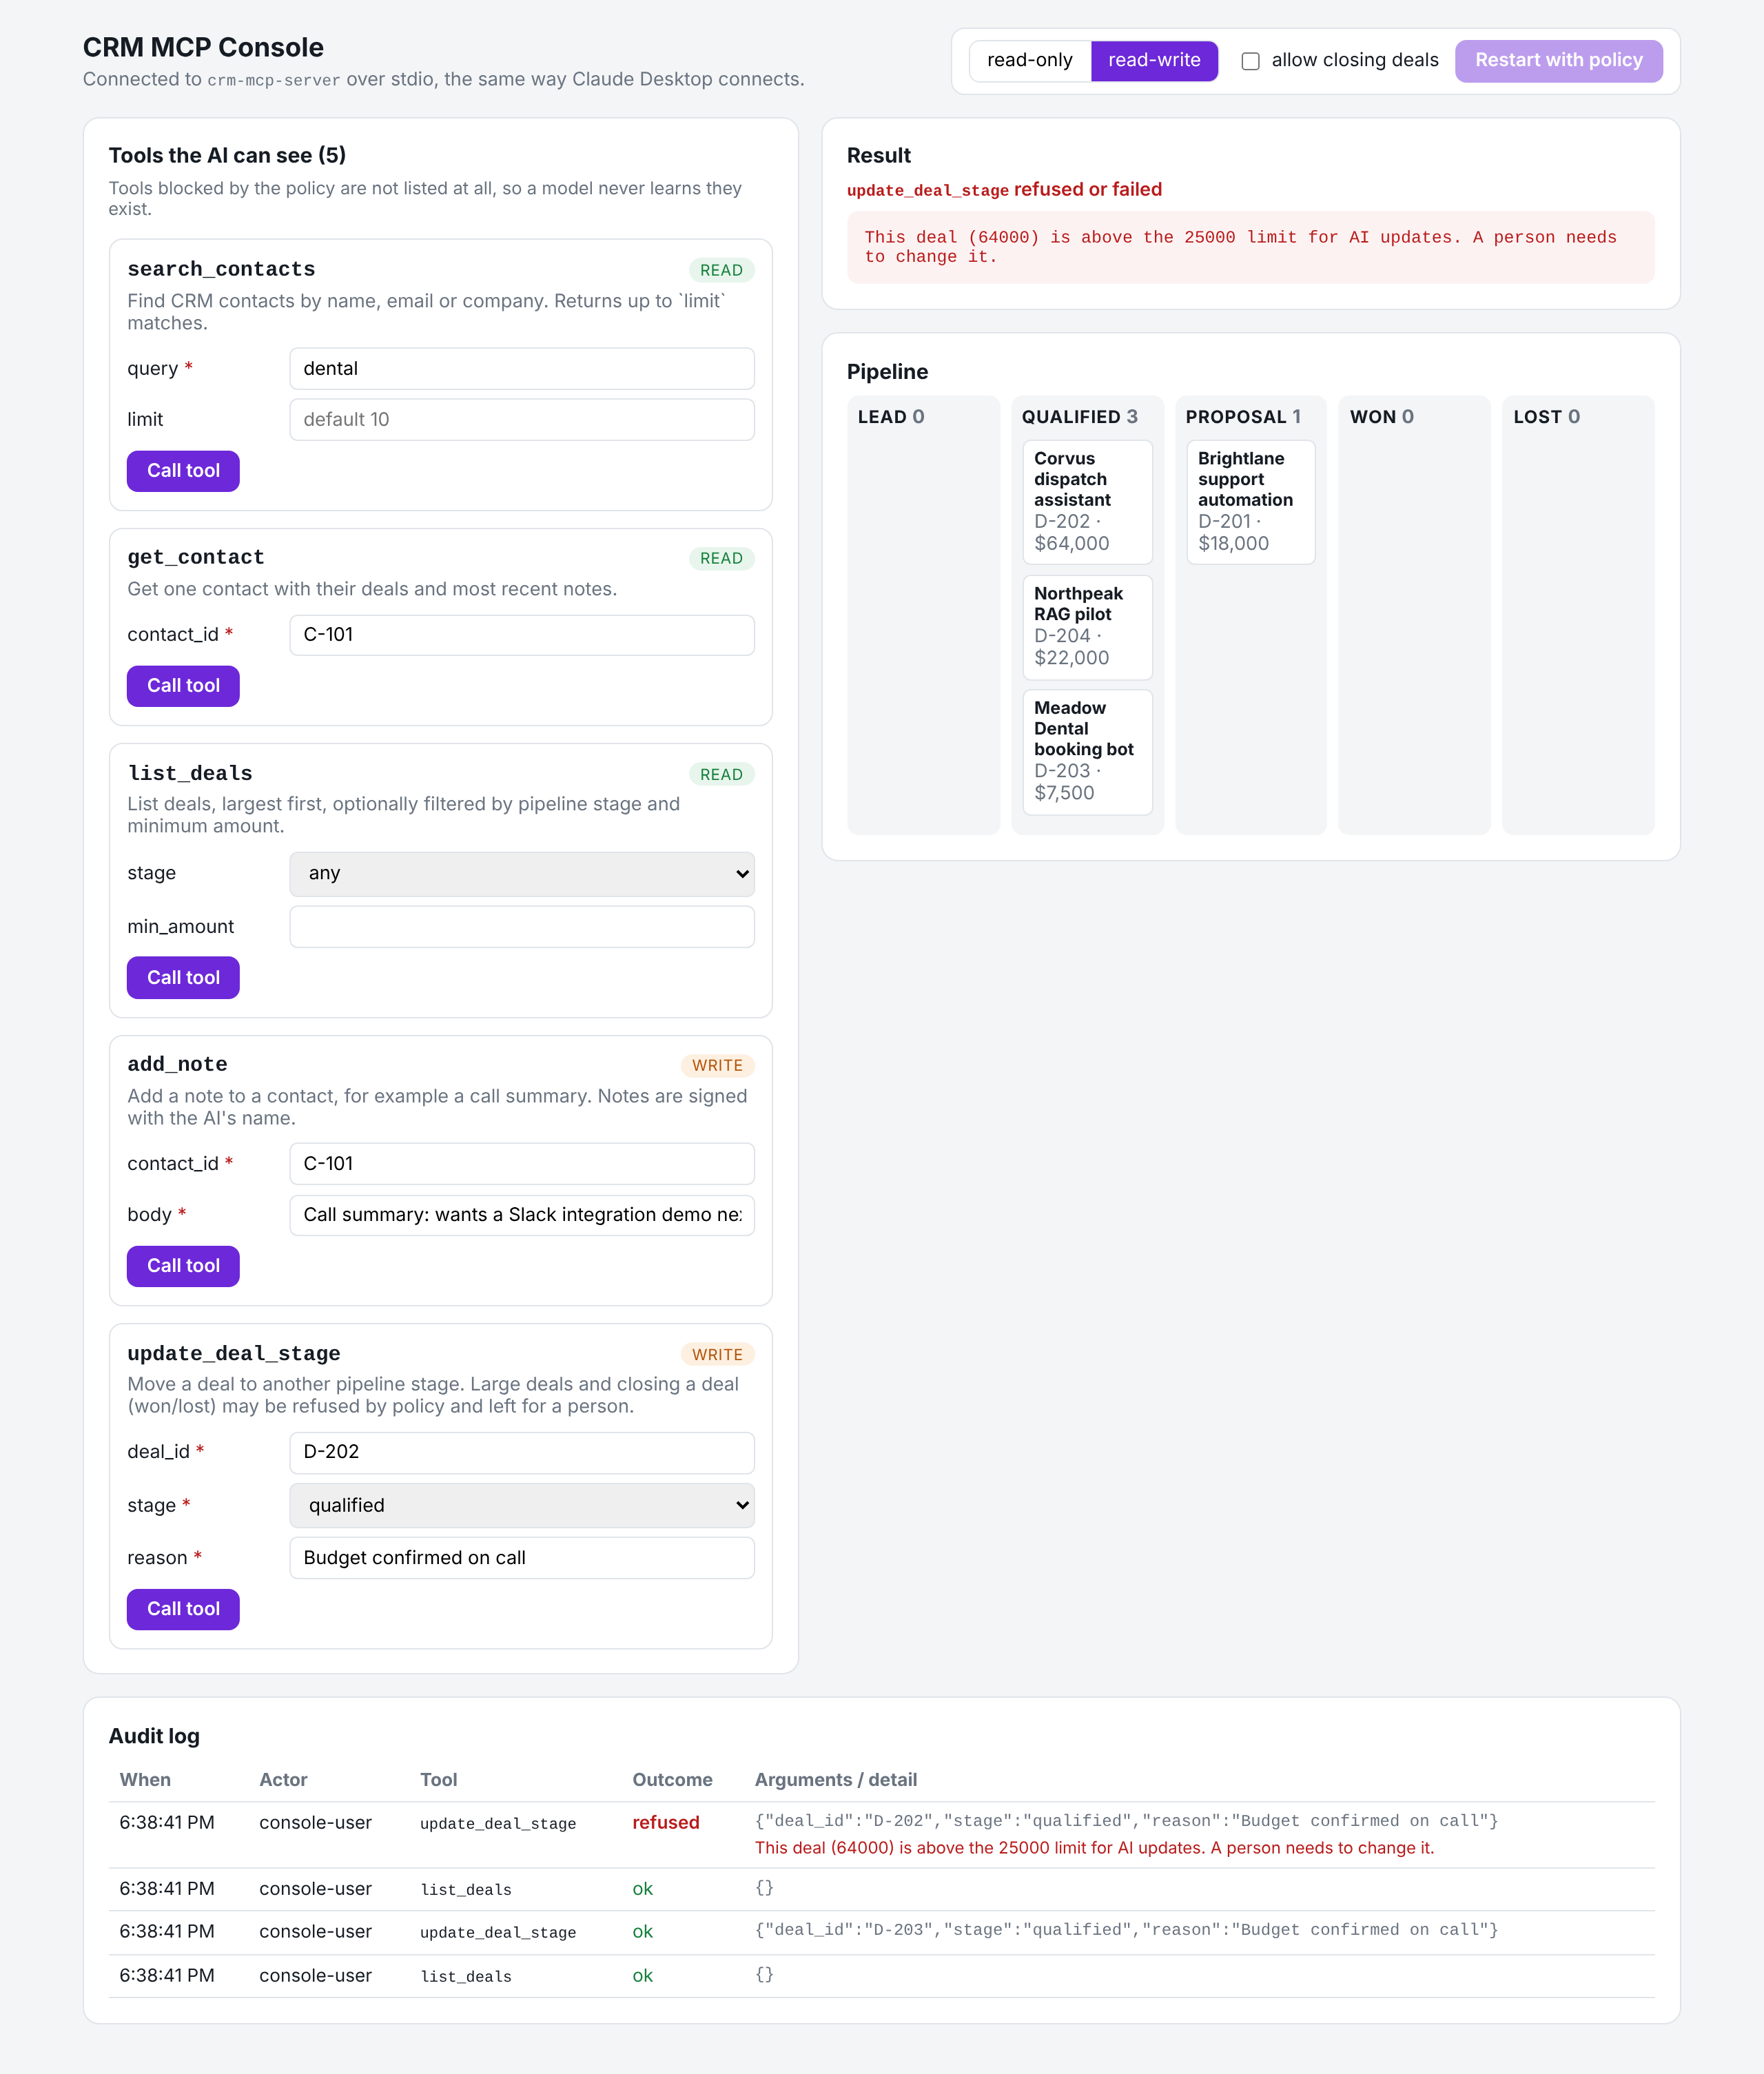 CRM MCP Console
Connected to crm-mcp-server over stdio, the same way Claude Desktop connects.
read-only
read-write
allow closing deals
Restart with policy
Tools the AI can see (5)
Tools blocked by the policy are not listed at all, so a model never learns they
exist.
search_contacts
READ
Find CRM contacts by name, email or company. Returns up to `limit`
matches.
query *
dental
limit
default 10
Call tool
get_contact
READ
Get one contact with their deals and most recent notes.
contact_id *
C-101
Call tool
list_deals
READ
List deals, largest first, optionally filtered by pipeline stage and
minimum amount.
stage
any
min_amount
Call tool
add_note
WRITE
Add a note to a contact, for example a call summary. Notes are signed
with the AI's name.
contact_id *
C-101
body *
Call summary: wants a Slack integration demo
Call tool
update_deal_stage
WRITE
Move a deal to another pipeline stage. Large deals and closing a deal
(won/lost) may be refused by policy and left for a person.
deal_id *
D-202
stage *
qualified
reason *
Budget confirmed on call
Call tool
Result
update_deal_stage refused or failed
This deal (64000) is above the 25000 limit for AI updates. A person needs
to change it.
Pipeline
LEAD 0
QUALIFIED 3
Corvus
dispatch
assistant
D-202 ·
$64,000
Northpeak
RAG pilot
D-204 ·
$22,000
Meadow
Dental
booking bot
D-203 ·
$7,500
PROPOSAL 1
Brightlane
support
automation
D-201 ·
$18,000
WON 0
LOST 0
Audit log
When Actor Tool Outcome Arguments / detail
6:38:41 PM console-user update_deal_stage refused {"deal_id":"D-202","stage":"qualified","reason":"Budget confirmed on call"}
This deal (64000) is above the 25000 limit for AI updates. A person needs to change it.
6:38:41 PM console-user list_deals ok {}
6:38:41 PM console-user update_deal_stage ok {"deal_id":"D-203","stage":"qualified","reason":"Budget confirmed on call"}
6:38:41 PM console-user list_deals ok {}